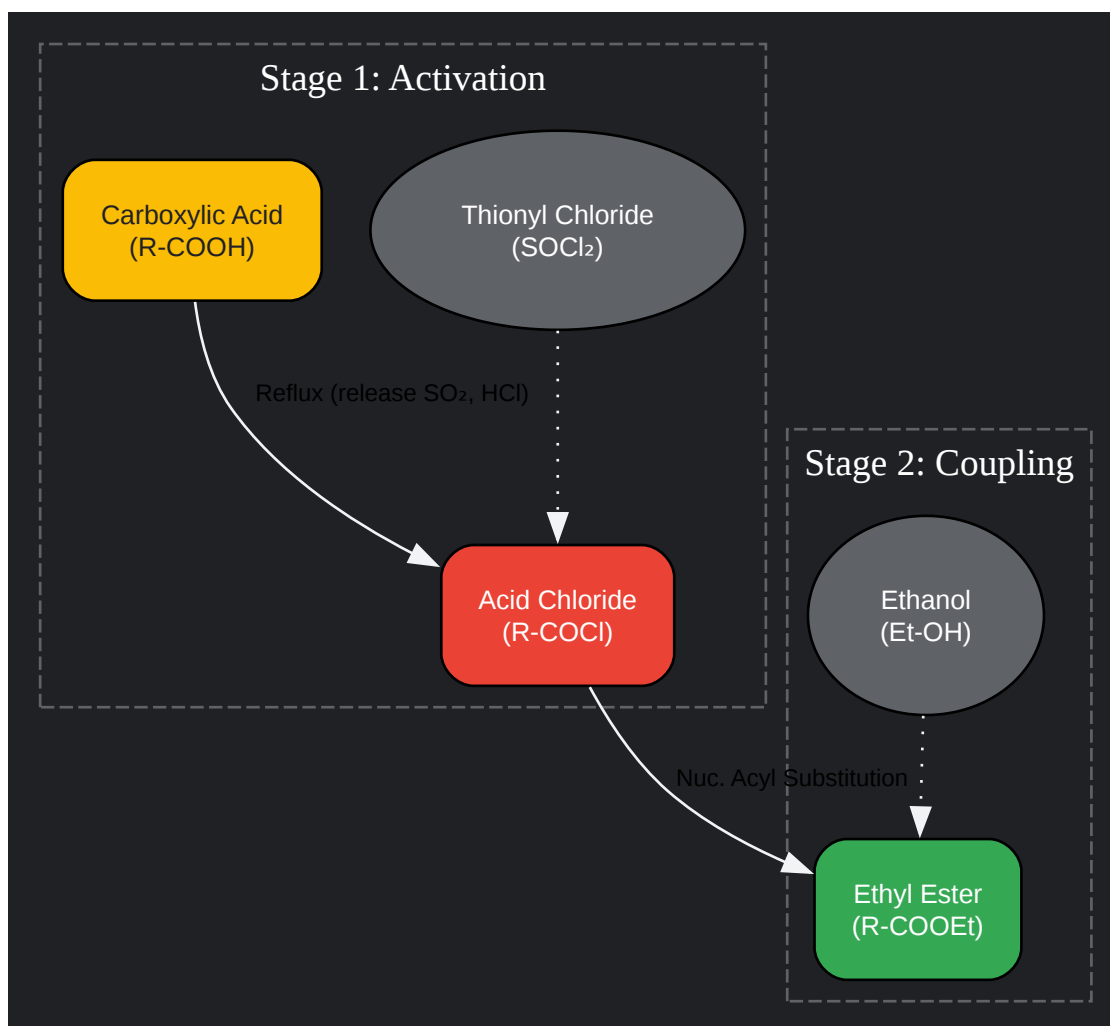 Stage 1: Activation
Carboxylic Acid
(R-COOH)
Thionyl Chloride
(SOCl₂)
Reflux (release SO₂, HCl)
Acid Chloride
(R-COCl)
Stage 2: Coupling
Ethanol
(Et-OH)
Nuc. Acyl Substitution
Ethyl Ester
(R-COOEt)